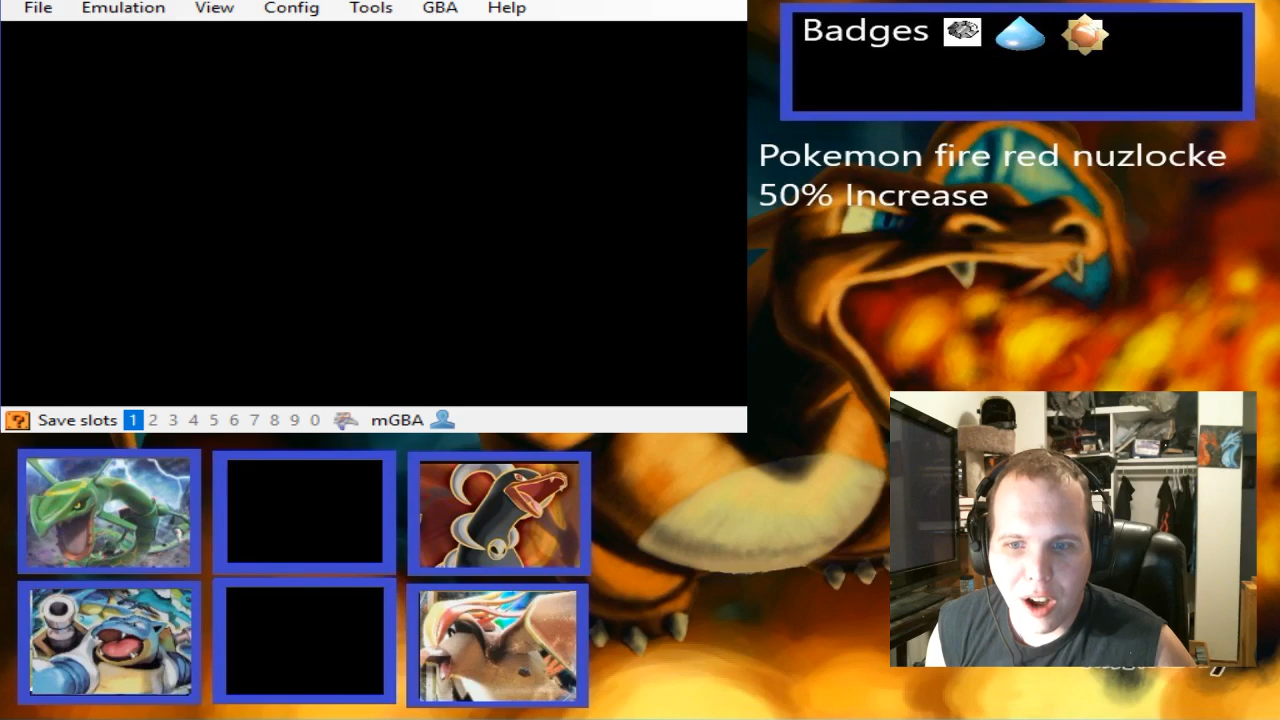 File Emulation View Config Tools GBA Help
Badges
Pokemon fire red nuzlocke
50% Increase
? Save slots 1 2 3 4 5 6 7 8 9 0 mGBA